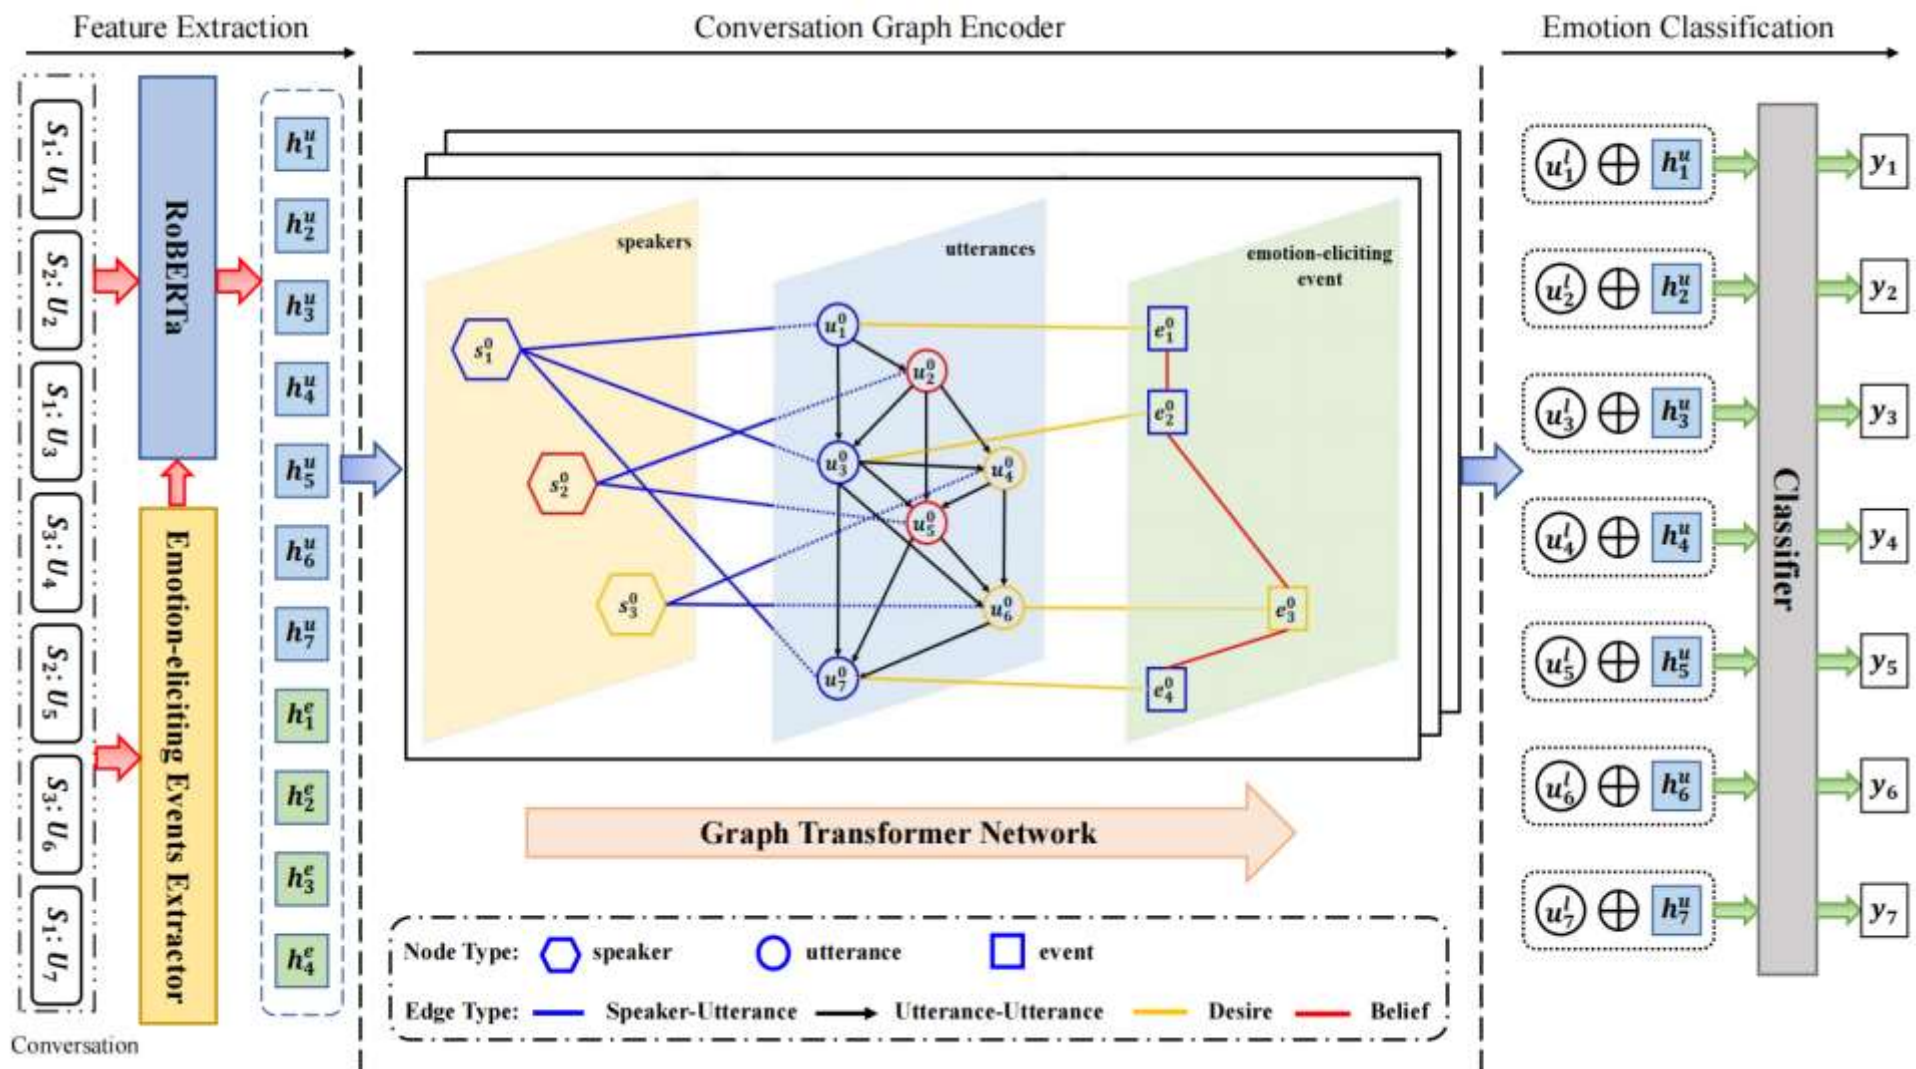 Feature Extraction
Conversation Graph Encoder
Emotion Classification
S₁: U₁
S₂: U₂
S₁: U₃
S₃: U₄
S₂: U₅
S₃: U₆
S₁: U₇
Conversation
RoBERTa
Emotion-eliciting Events Extractor
h₁ᵘ
h₂ᵘ
h₃ᵘ
h₄ᵘ
h₅ᵘ
h₆ᵘ
h₇ᵘ
h₁ᵉ
h₂ᵉ
h₃ᵉ
h₄ᵉ
speakers
s₁⁰
s₂⁰
s₃⁰
utterances
u₁⁰
u₂⁰
u₃⁰
u₄⁰
u₅⁰
u₆⁰
u₇⁰
emotion-eliciting
event
e₁⁰
e₂⁰
e₃⁰
e₄⁰
Graph Transformer Network
Node Type: speaker utterance event
Edge Type: Speaker-Utterance Utterance-Utterance Desire Belief
u₁ˡ ⊕ h₁ᵘ
u₂ˡ ⊕ h₂ᵘ
u₃ˡ ⊕ h₃ᵘ
u₄ˡ ⊕ h₄ᵘ
u₅ˡ ⊕ h₅ᵘ
u₆ˡ ⊕ h₆ᵘ
u₇ˡ ⊕ h₇ᵘ
Classifier
y₁
y₂
y₃
y₄
y₅
y₆
y₇